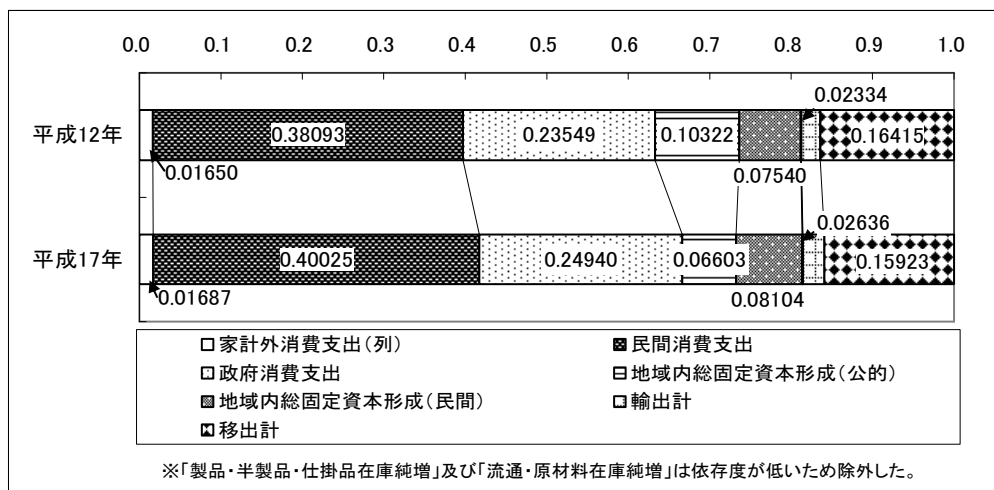 0.0 0.1 0.2 0.3 0.4 0.5 0.6 0.7 0.8 0.9 1.0
0.02334
平成12年 0.38093 0.23549 0.10322 0.16415
0.01650 0.07540
0.02636
平成17年 0.40025 0.24940 0.06603 0.15923
0.01687 0.08104
家計外消費支出(列) 民間消費支出
政府消費支出 地域内総固定資本形成(公的)
地域内総固定資本形成(民間) 輸出計
移出計
※「製品・半製品・仕掛品在庫純増」及び「流通・原材料在庫純増」は依存度が低いため除外した。